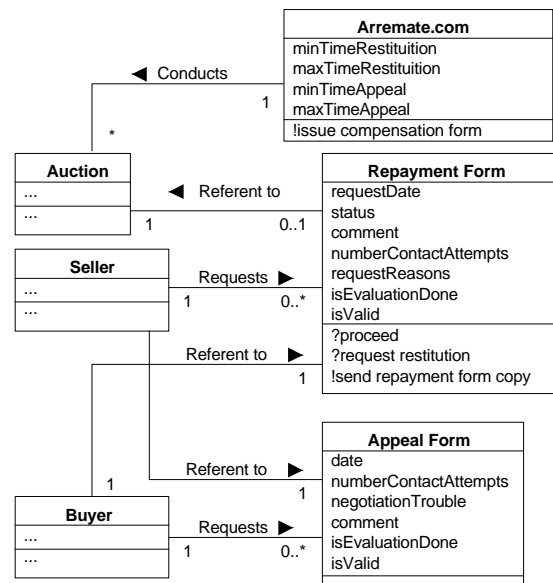 Arremate.com
minTimeRestituition
maxTimeRestituition
minTimeAppeal
maxTimeAppeal
!issue compensation form
◄ Conducts
1
*
Auction
...
...
◄ Referent to
1
0..1
Repayment Form
requestDate
status
comment
numberContactAttempts
requestReasons
isEvaluationDone
isValid
?proceed
?request restitution
!send repayment form copy
Seller
...
...
Requests ►
1
0..*
Referent to ►
1
1
Referent to ►
1
Appeal Form
date
numberContactAttempts
negotiationTrouble
comment
isEvaluationDone
isValid
Buyer
...
...
Requests ►
1
0..*